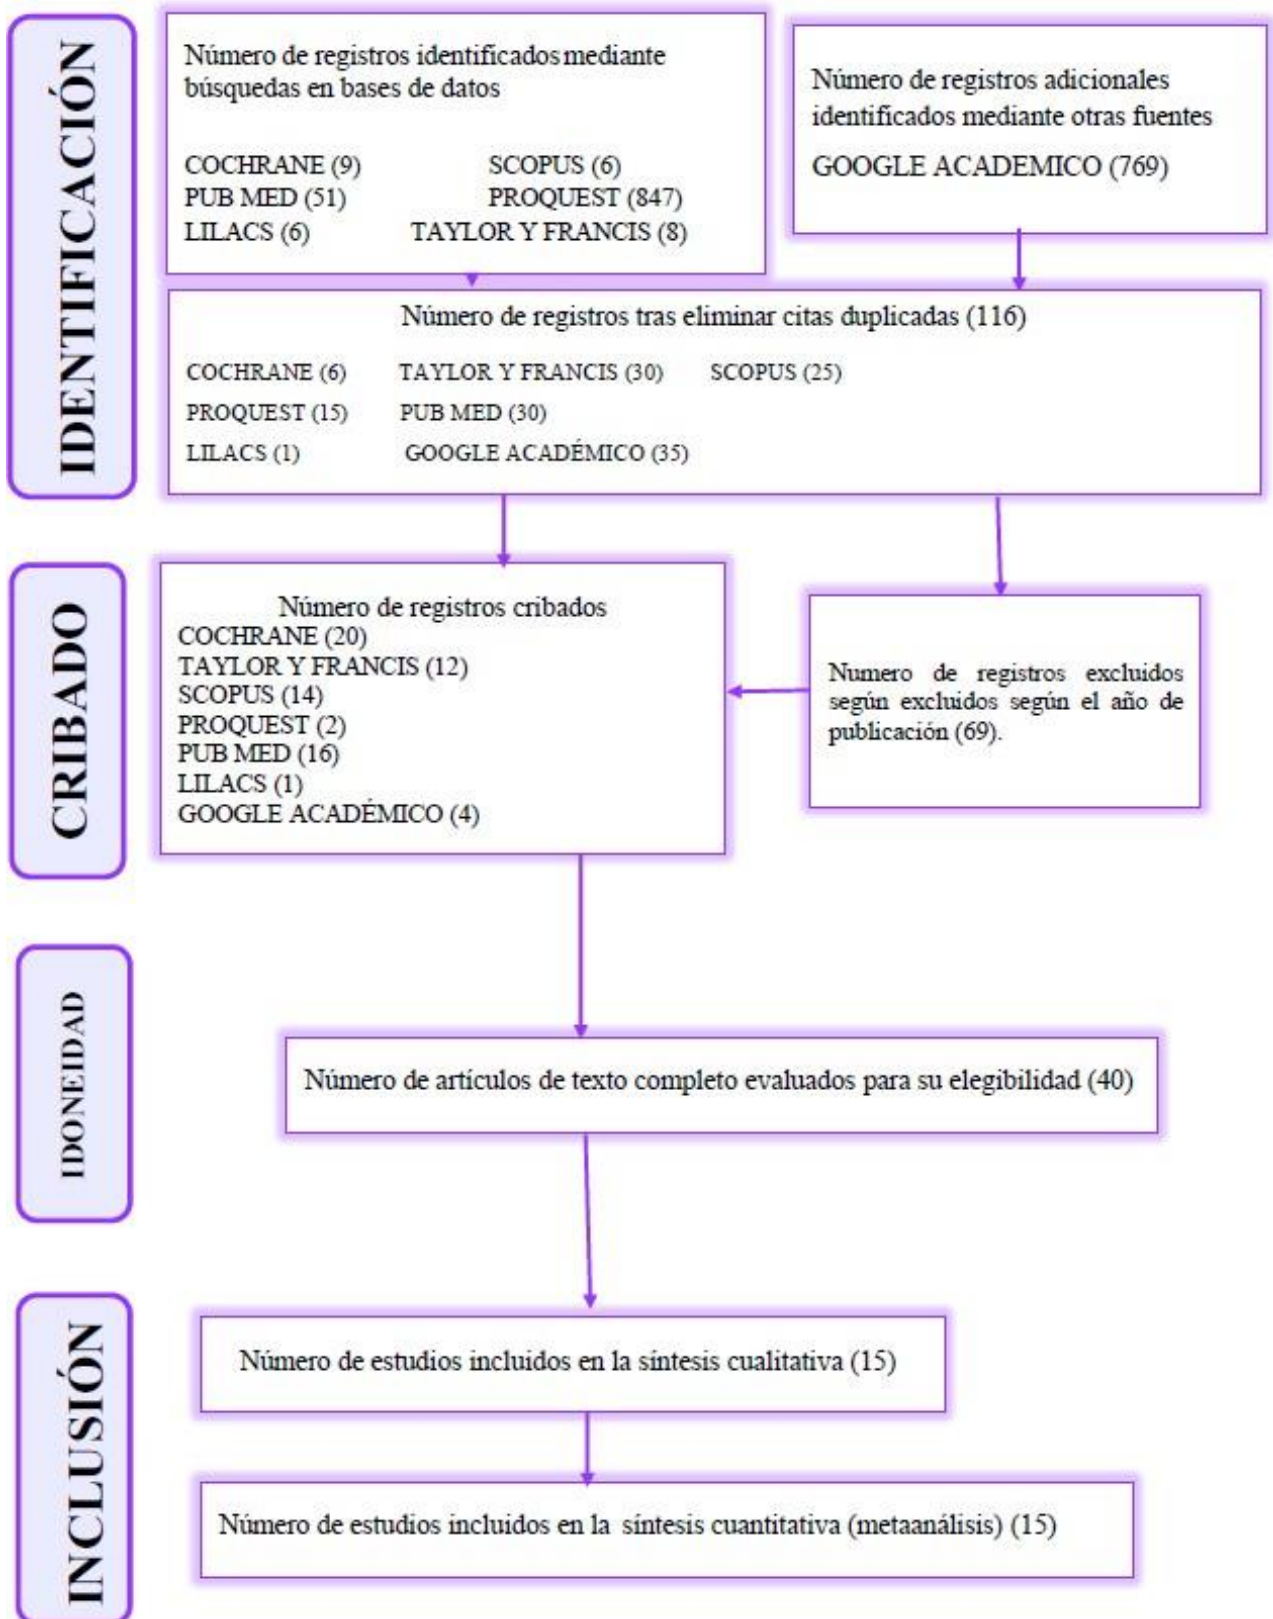 IDENTIFICACIÓN
Número de registros identificados mediante
búsquedas en bases de datos
COCHRANE (9) SCOPUS (6)
PUB MED (51) PROQUEST (847)
LILACS (6) TAYLOR Y FRANCIS (8)
Número de registros adicionales
identificados mediante otras fuentes
GOOGLE ACADEMICO (769)
Número de registros tras eliminar citas duplicadas (116)
COCHRANE (6) TAYLOR Y FRANCIS (30) SCOPUS (25)
PROQUEST (15) PUB MED (30)
LILACS (1) GOOGLE ACADÉMICO (35)
CRIBADO
Número de registros cribados
COCHRANE (20)
TAYLOR Y FRANCIS (12)
SCOPUS (14)
PROQUEST (2)
PUB MED (16)
LILACS (1)
GOOGLE ACADÉMICO (4)
Numero de registros excluidos
según excluidos según el año de
publicación (69).
IDONEIDAD
Número de artículos de texto completo evaluados para su elegibilidad (40)
INCLUSIÓN
Número de estudios incluidos en la síntesis cualitativa (15)
Número de estudios incluidos en la síntesis cuantitativa (metaanálisis) (15)